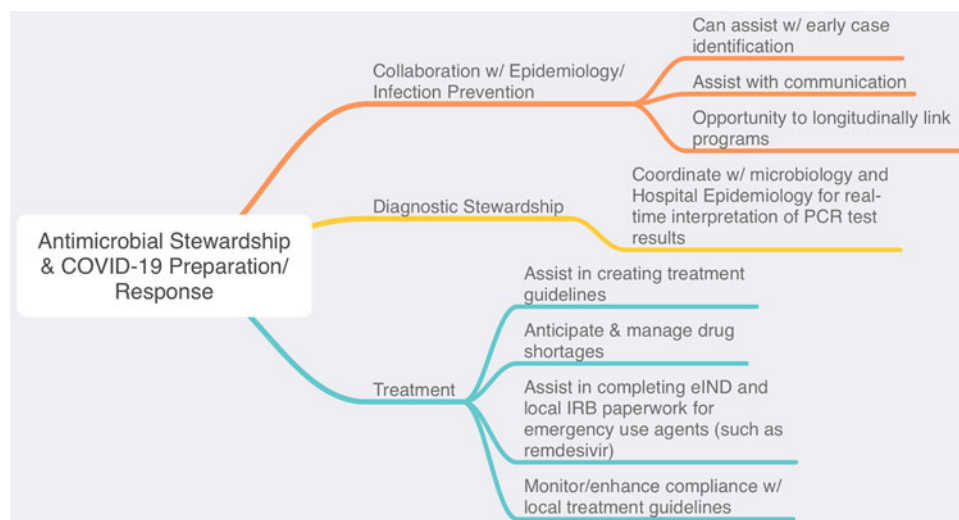 Can assist w/ early case
identification
Collaboration w/ Epidemiology/
Infection Prevention
Assist with communication
Opportunity to longitudinally link
programs
Diagnostic Stewardship
Coordinate w/ microbiology and
Hospital Epidemiology for real-
time interpretation of PCR test
results
Antimicrobial Stewardship
& COVID-19 Preparation/
Response
Assist in creating treatment
guidelines
Anticipate & manage drug
shortages
Treatment
Assist in completing eIND and
local IRB paperwork for
emergency use agents (such as
remdesivir)
Monitor/enhance compliance w/
local treatment guidelines